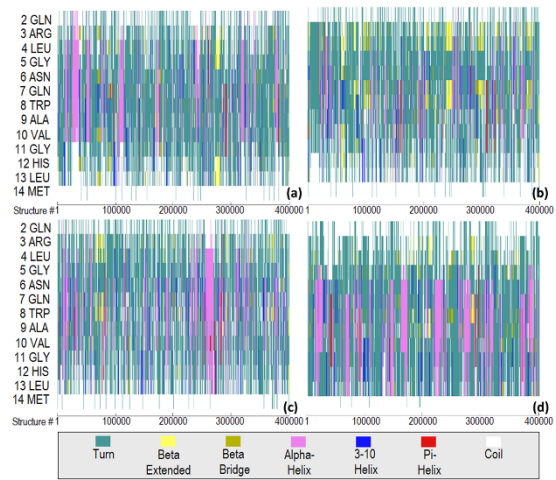 2 GLN
3 ARG
4 LEU
5 GLY
6 ASN
7 GLN
8 TRP
9 ALA
10 VAL
11 GLY
12 HIS
13 LEU
14 MET
(a)
(b)
Structure # 1 100000 200000 300000 400000 1 100000 200000 300000 400000
2 GLN
3 ARG
4 LEU
5 GLY
6 ASN
7 GLN
8 TRP
9 ALA
10 VAL
11 GLY
12 HIS
13 LEU
14 MET
(c)
(d)
Structure # 1 100000 200000 300000 400000 1 100000 200000 300000 400000
Turn Beta Extended Beta Bridge Alpha-Helix 3-10 Helix Pi-Helix Coil